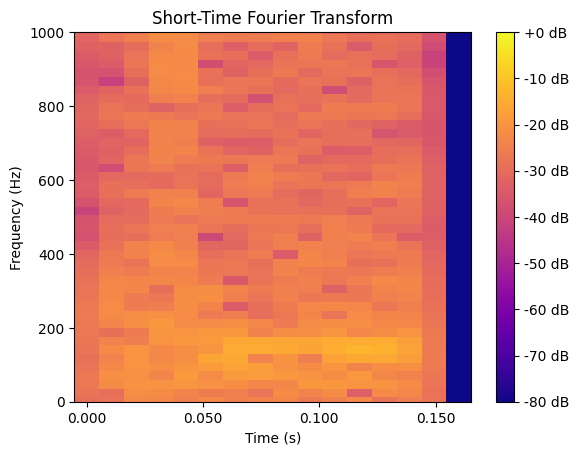 Short-Time Fourier Transform
1000
800
600
400
200
0
Frequency (Hz)
0.000
0.050
0.100
0.150
Time (s)
+0 dB
-10 dB
-20 dB
-30 dB
-40 dB
-50 dB
-60 dB
-70 dB
-80 dB